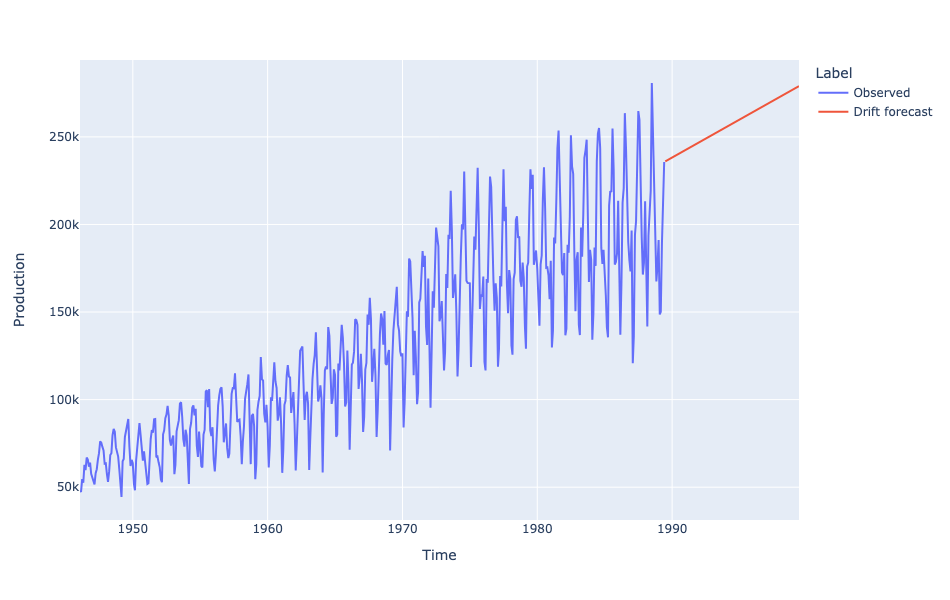 Label
Observed
Drift forecast
250k
200k
150k
100k
50k
Production
1950
1960
1970
1980
1990
Time